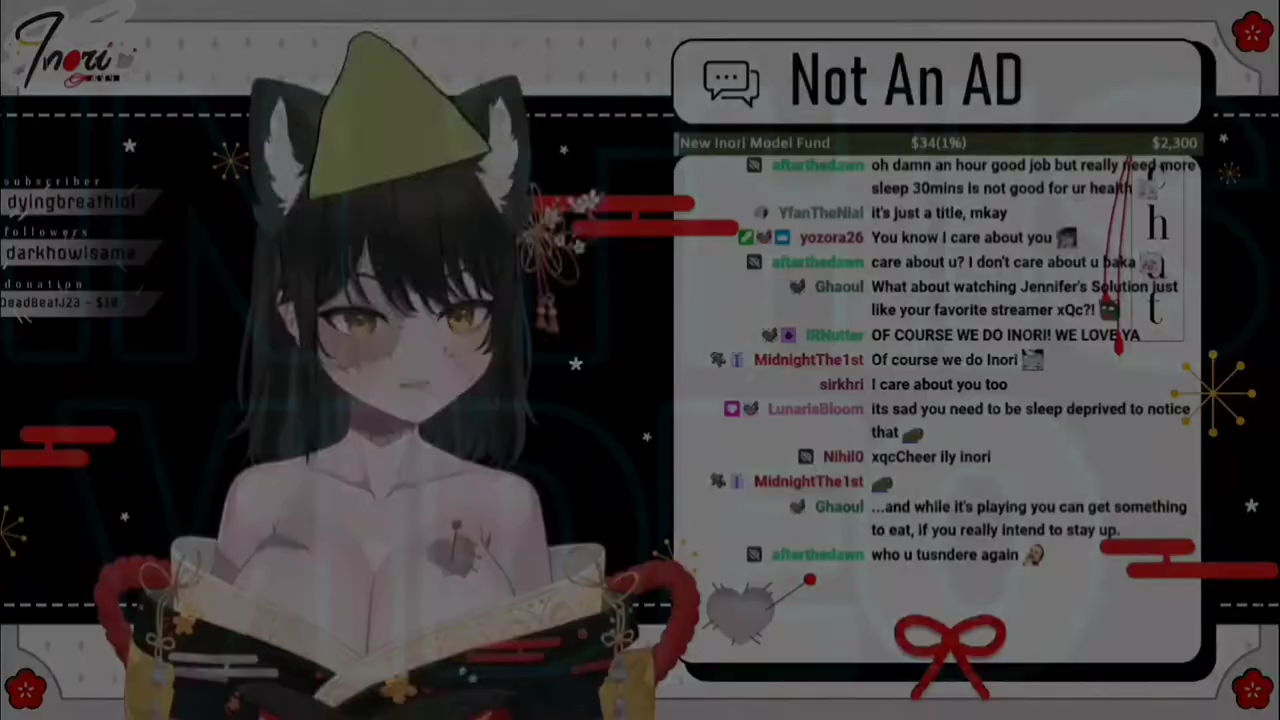 Inori
Not An AD
New Inori Model Fund $34(1%) $2,300
subscriber
dyingbreathlol
followers
darkhowlsama
donation
DeadBeatJ23 - $10
afterthedawn oh damn an hour good job but really need more
sleep 30mins is not good for ur health
YfanTheNial it's just a title, mkay
yozora26 You know I care about you
afterthedawn care about u? I don't care about u baka
Ghaoul What about watching Jennifer's Solution just
like your favorite streamer xQc?!
IRNutter OF COURSE WE DO INORI! WE LOVE YA
MidnightThe1st Of course we do Inori
sirkhri I care about you too
LunarisBloom its sad you need to be sleep deprived to notice
that
Nihil0 xqcCheer ily inori
MidnightThe1st
Ghaoul ...and while it's playing you can get something
to eat, if you really intend to stay up.
afterthedawn who u tusndere again